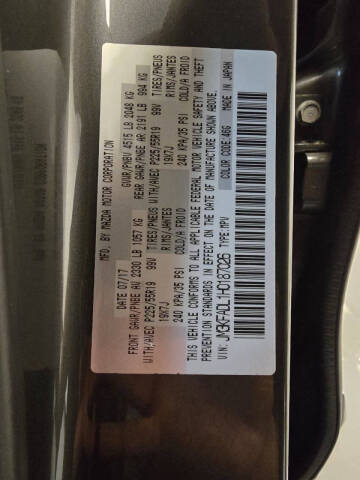 MFD. BY: MAZDA MOTOR CORPORATION
DATE 07/17 GVWR/PNBV 4515 LB 2048 KG
FRONT GAWR/PNBE AV 2330 LB 1057 KG REAR GAWR/PNBE AR 2191 LB 994 KG
WITH/AVEC P225/55R19 99V TIRES/PNEUS WITH/AVEC P225/55R19 99V TIRES/PNEUS
19X7J RIMS/JANTES 19X7J RIMS/JANTES
240 KPA/35 PSI COLD/A FROID 240 KPA/35 PSI COLD/A FROID
THIS VEHICLE CONFORMS TO ALL APPLICABLE FEDERAL MOTOR VEHICLE SAFETY AND THEFT
PREVENTION STANDARDS IN EFFECT ON THE DATE OF MANUFACTURE SHOWN ABOVE.
VIN: JM3KFADL1H0187026 TYPE: MPV COLOR CODE: 46G MADE IN JAPAN